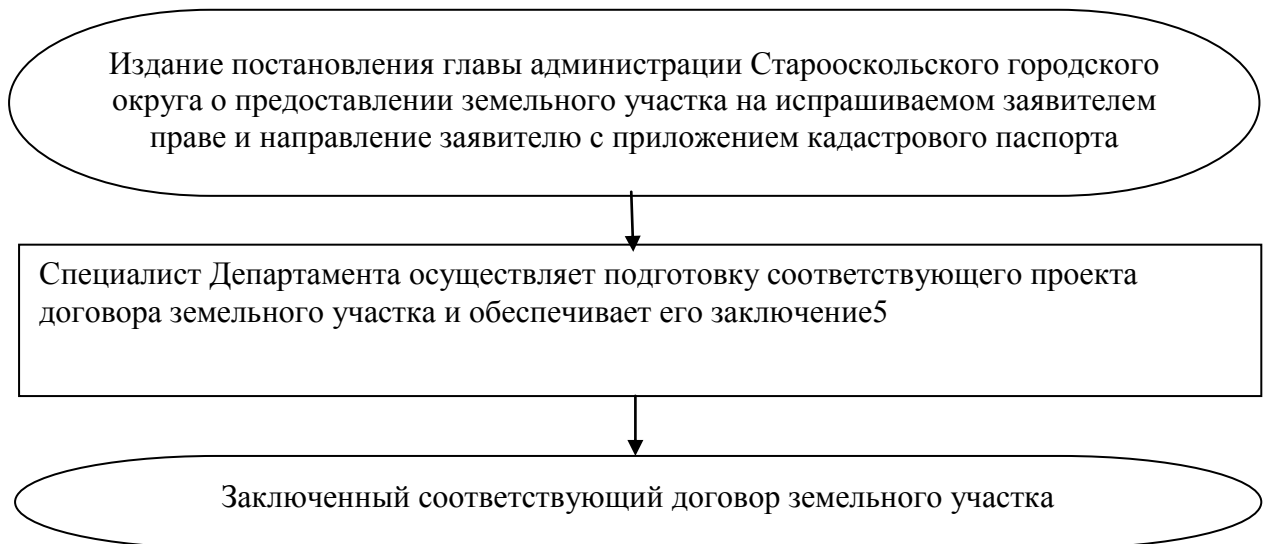 Издание постановления главы администрации Старооскольского городского
округа о предоставлении земельного участка на испрашиваемом заявителем
праве и направление заявителю с приложением кадастрового паспорта
Специалист Департамента осуществляет подготовку соответствующего проекта
договора земельного участка и обеспечивает его заключение5
Заключенный соответствующий договор земельного участка